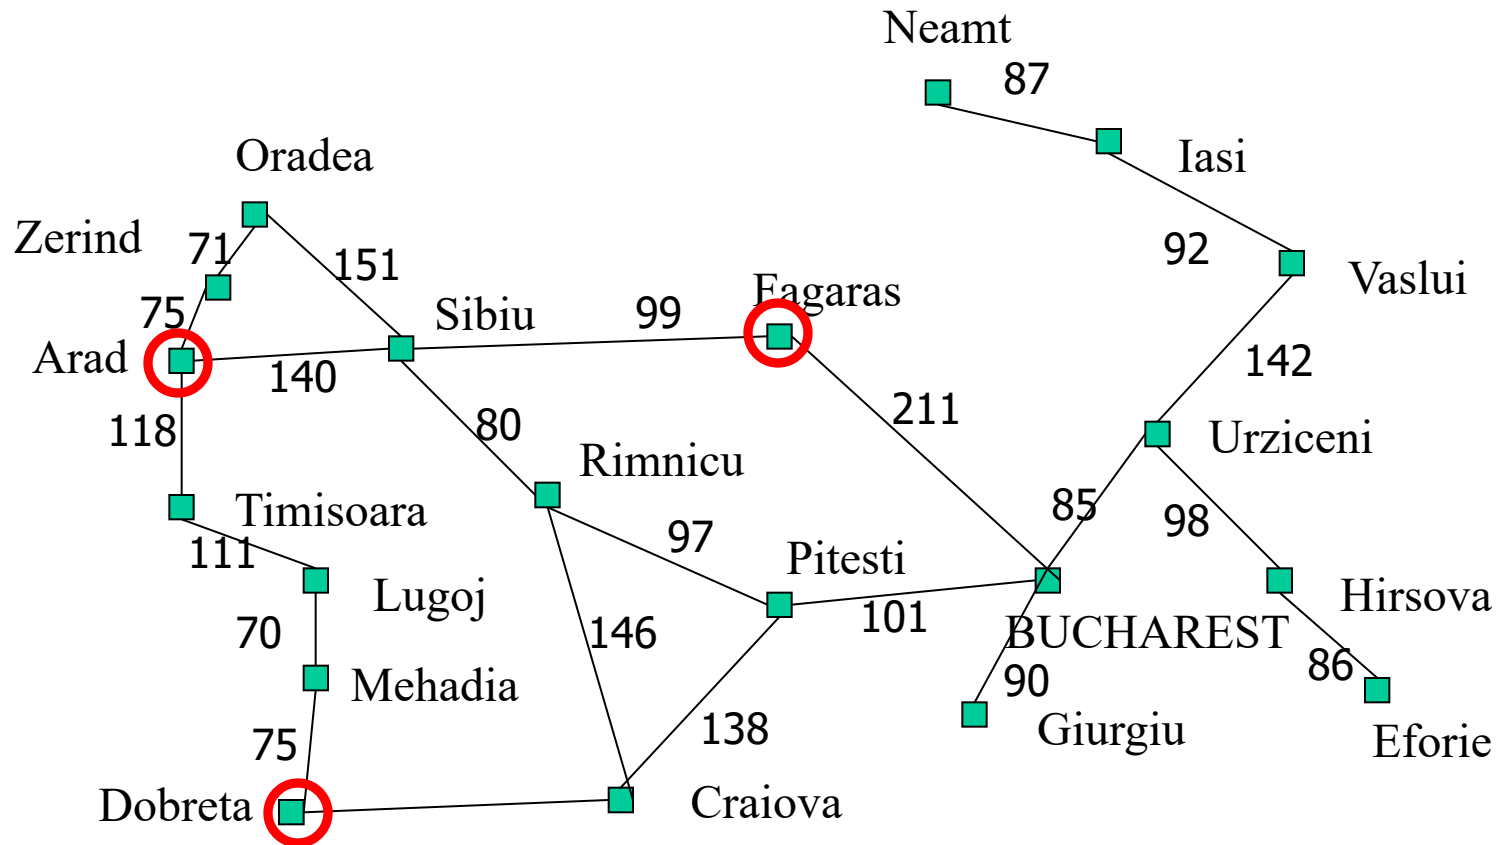 Neamt
87
Oradea
Iasi
Zerind
71
151
92
Vaslui
Fagaras
75
Sibiu
99
Arad
140
142
118
80
211
Urziceni
Rimnicu
Timisoara
85
98
111
97
Pitesti
Lugoj
Hirsova
70
146
101
BUCHAREST
86
Mehadia
90
138
Giurgiu
75
Eforie
Dobreta
Craiova